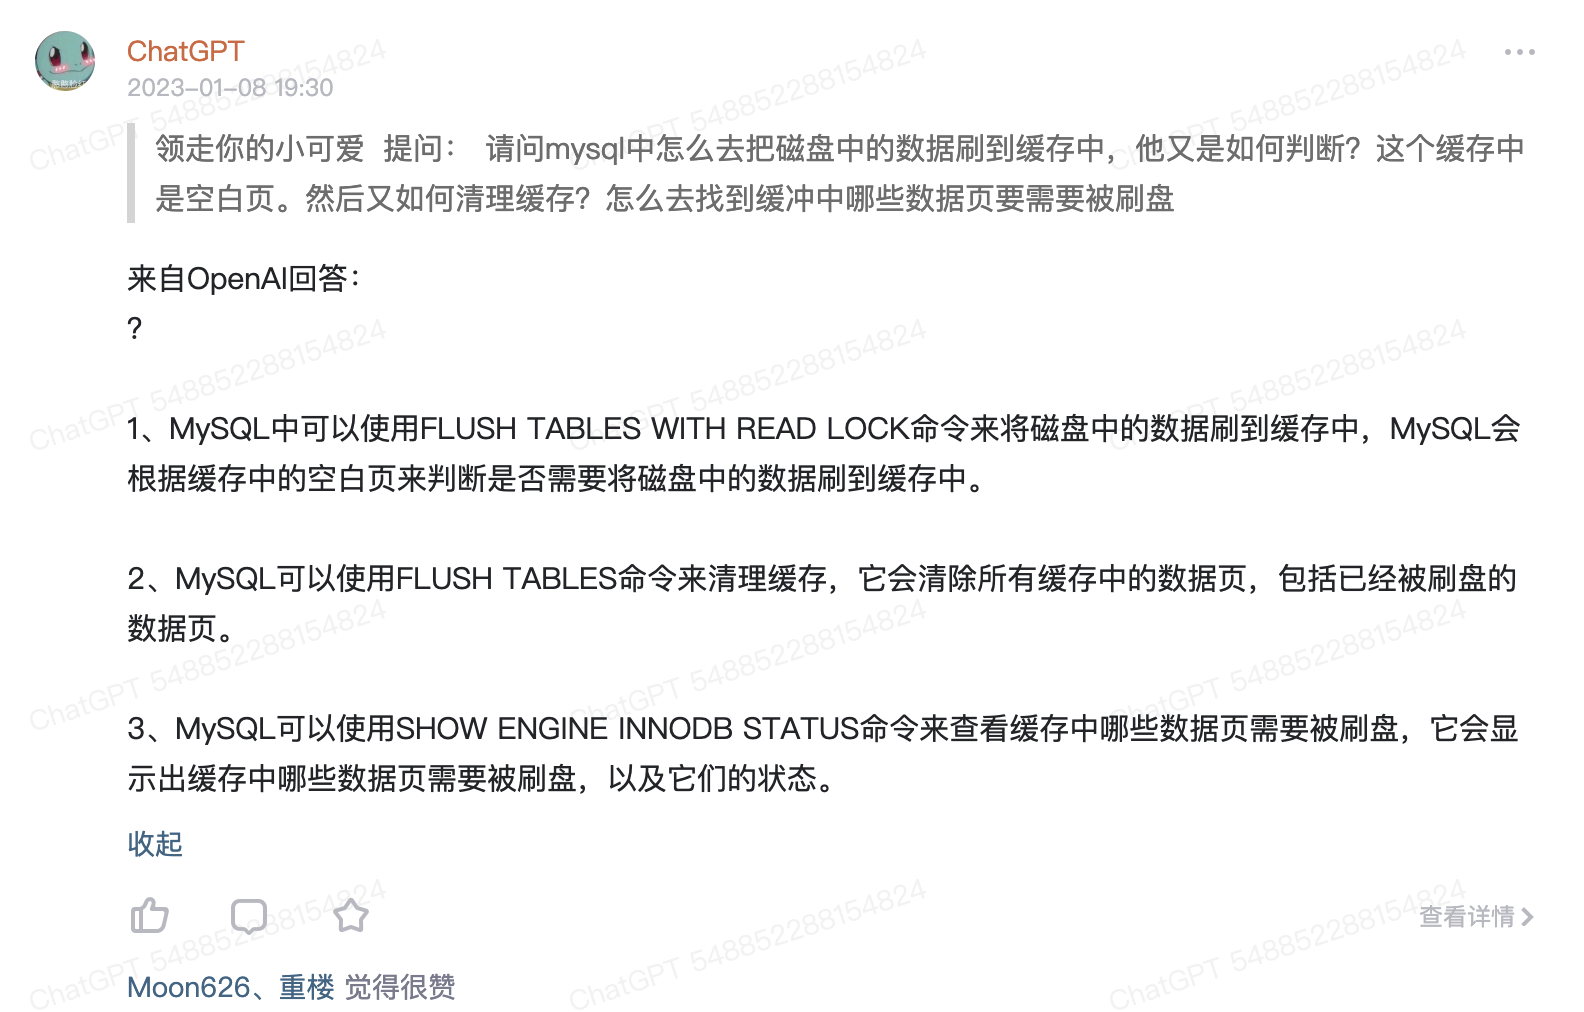 ChatGPT
2023-01-08 19:30
领走你的小可爱 提问： 请问mysql中怎么去把磁盘中的数据刷到缓存中，他又是如何判断？这个缓存中
是空白页。然后又如何清理缓存？怎么去找到缓冲中哪些数据页要需要被刷盘
来自OpenAI回答：
?
1、MySQL中可以使用FLUSH TABLES WITH READ LOCK命令来将磁盘中的数据刷到缓存中，MySQL会
根据缓存中的空白页来判断是否需要将磁盘中的数据刷到缓存中。
2、MySQL可以使用FLUSH TABLES命令来清理缓存，它会清除所有缓存中的数据页，包括已经被刷盘的
数据页。
3、MySQL可以使用SHOW ENGINE INNODB STATUS命令来查看缓存中哪些数据页需要被刷盘，它会显
示出缓存中哪些数据页需要被刷盘，以及它们的状态。
收起
查看详情
Moon626、重楼 觉得很赞
ChatGPT 548852288154824